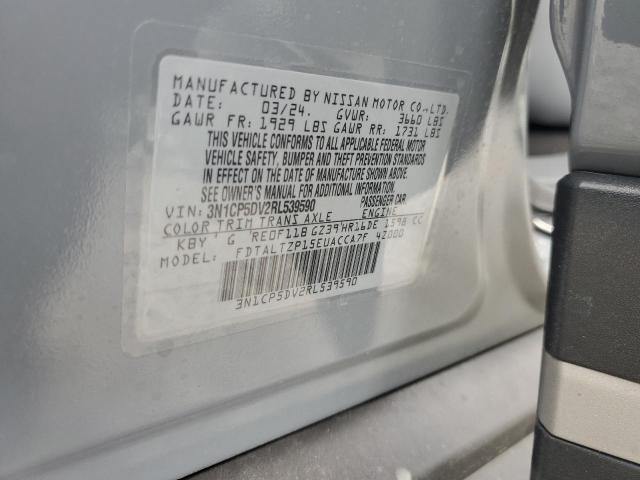 MANUFACTURED BY NISSAN MOTOR CO.,LTD.
DATE: 03/24. GVWR: 3660 LBS
GAWR FR: 1929 LBS GAWR RR: 1731 LBS
THIS VEHICLE CONFORMS TO ALL APPLICABLE FEDERAL MOTOR
VEHICLE SAFETY, BUMPER AND THEFT PREVENTION STANDARDS
IN EFFECT ON THE DATE OF MANUFACTURE SHOWN ABOVE.
SEE OWNER'S MANUAL FOR ADDITIONAL INFORMATION.
VIN: 3N1CP5DV2RL539590 PASSENGER CAR
COLOR TRIM TRANS AXLE ENGINE
KBY G RE0F11B GZ39 HR16DE 1598 CC
MODEL: FDTALTZP15EUACCA7F 42000
3N1CP5DV2RL539590